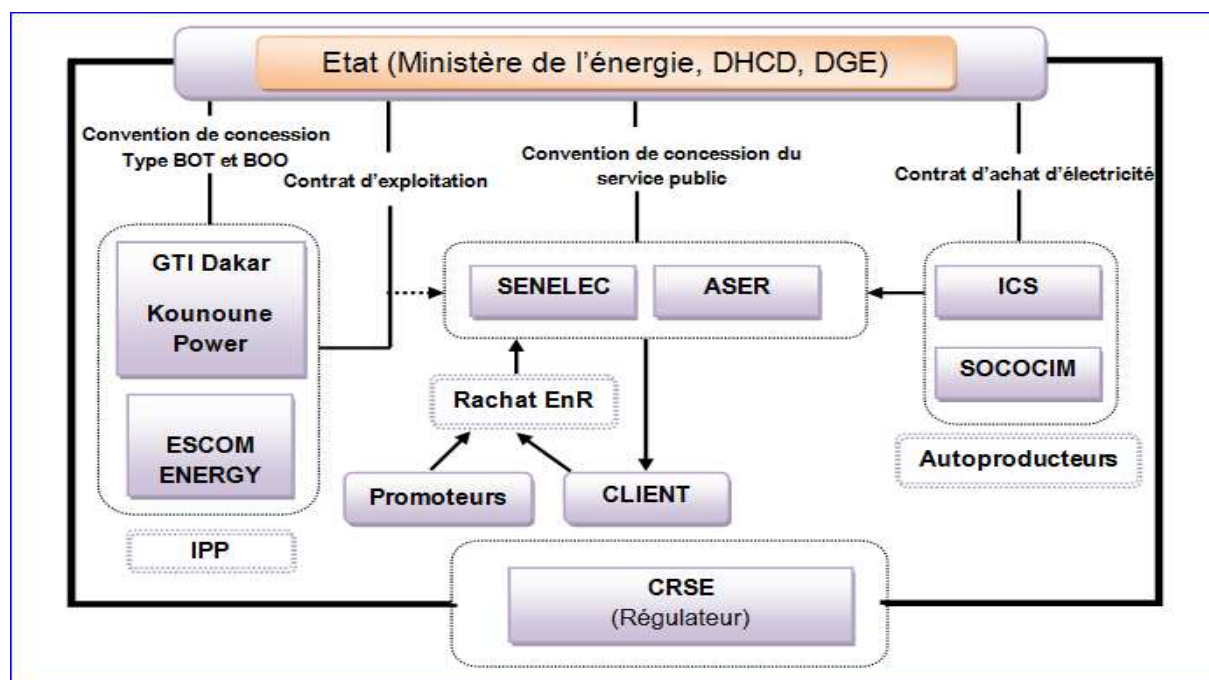 Etat (Ministère de l'énergie, DHCD, DGE)
Convention de concession
Type BOT et BOO
Contrat d'exploitation
Convention de concession du
service public
Contrat d'achat d'électricité
GTI Dakar
Kounoune
Power
ESCOM
ENERGY
IPP
SENELEC
ASER
Rachat EnR
Promoteurs
CLIENT
ICS
SOCOCIM
Autoproducteurs
CRSE
(Régulateur)